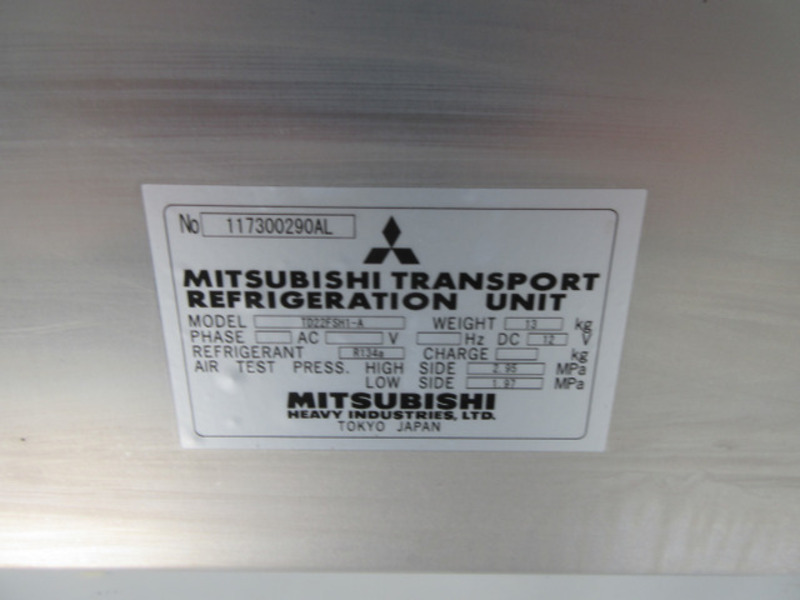 No 117300290AL
MITSUBISHI TRANSPORT
REFRIGERATION UNIT
MODEL TD22FSH1-A WEIGHT 13 kg
PHASE AC V Hz DC 12 V
REFRIGERANT R134a CHARGE kg
AIR TEST PRESS. HIGH SIDE 2.95 MPa
LOW SIDE 1.97 MPa
MITSUBISHI
HEAVY INDUSTRIES, LTD.
TOKYO JAPAN